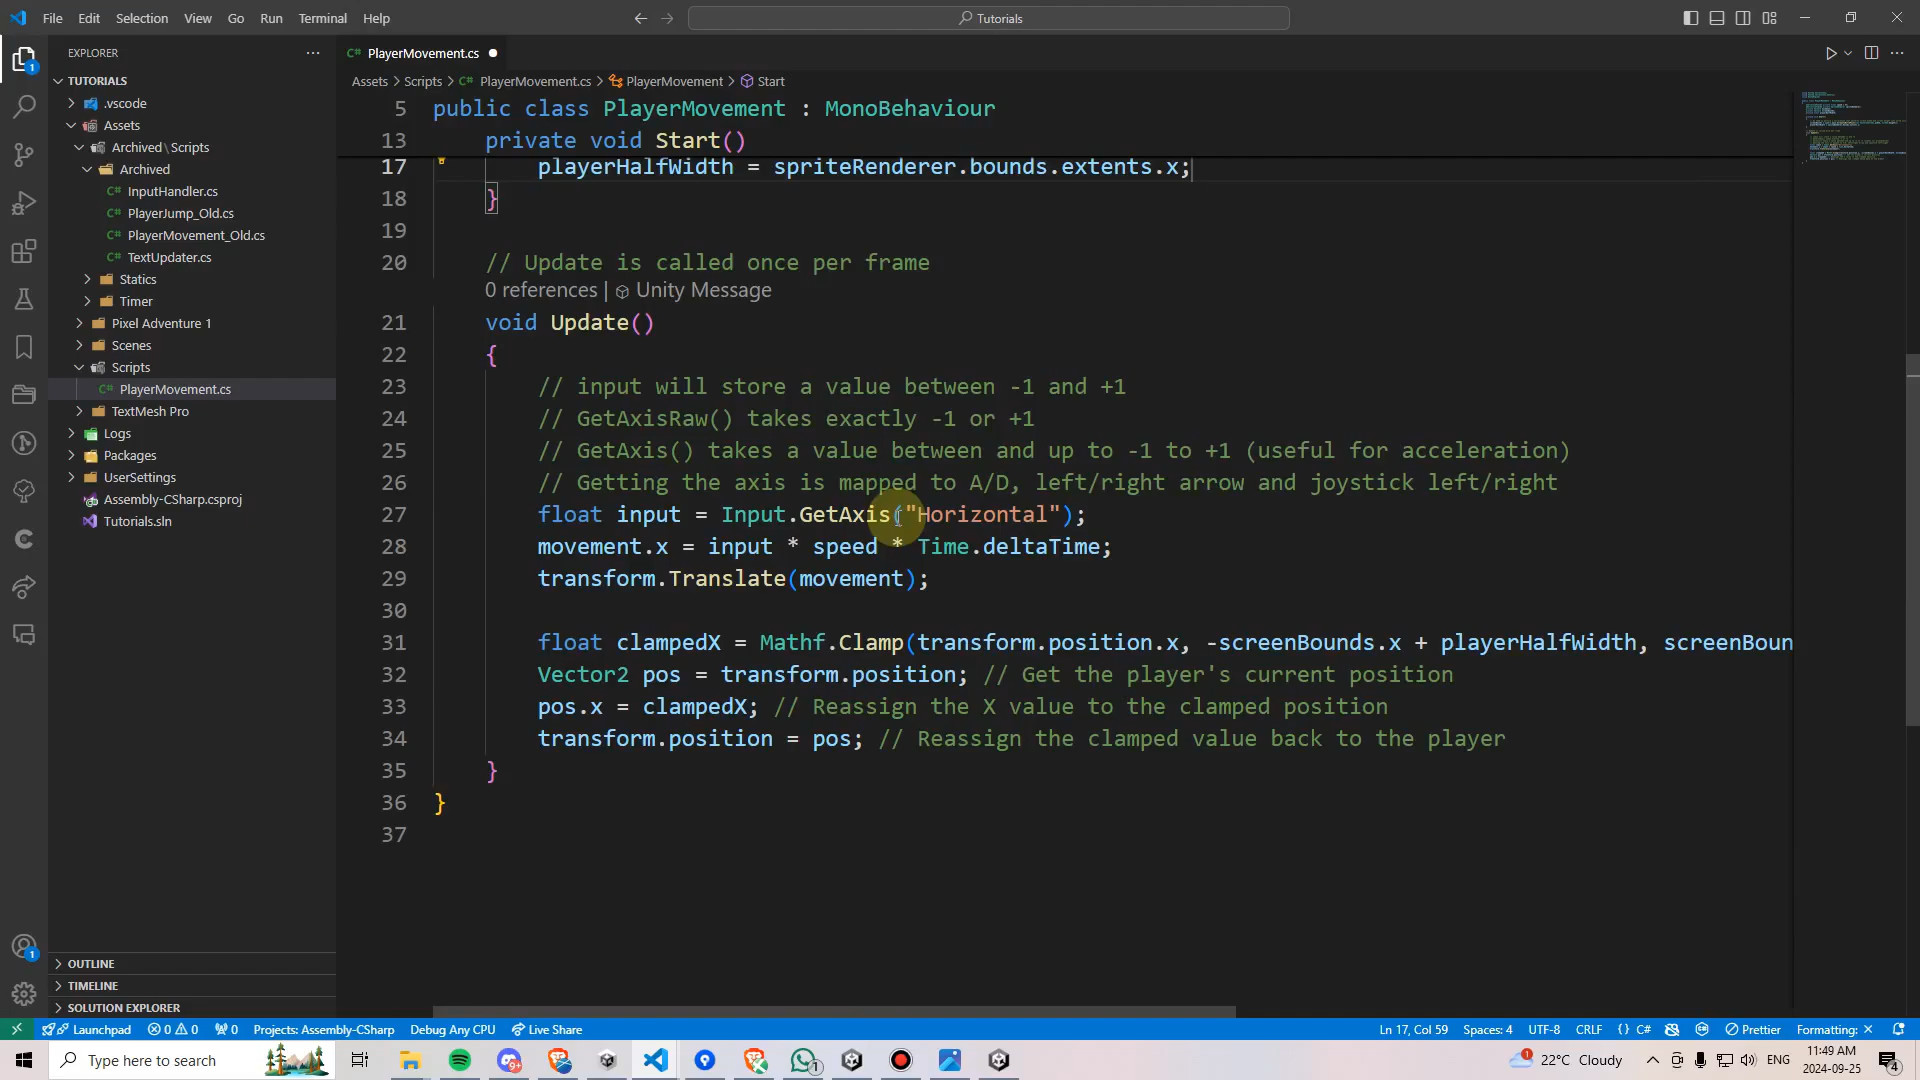 File Edit Selection View Go Run Terminal Help
Tutorials
EXPLORER
TUTORIALS
.vscode
Assets
Archived \ Scripts
Archived
InputHandler.cs
PlayerJump_Old.cs
PlayerMovement_Old.cs
TextUpdater.cs
Statics
Timer
Pixel Adventure 1
Scenes
Scripts
PlayerMovement.cs
TextMesh Pro
Logs
Packages
UserSettings
Assembly-CSharp.csproj
Tutorials.sln
OUTLINE
TIMELINE
SOLUTION EXPLORER
PlayerMovement.cs
Assets > Scripts > PlayerMovement.cs > PlayerMovement > Start
5 public class PlayerMovement : MonoBehaviour
13 private void Start()
17 playerHalfWidth = spriteRenderer.bounds.extents.x;
18 }
19
20 // Update is called once per frame
0 references | Unity Message
21 void Update()
22 {
23 // input will store a value between -1 and +1
24 // GetAxisRaw() takes exactly -1 or +1
25 // GetAxis() takes a value between and up to -1 to +1 (useful for acceleration)
26 // Getting the axis is mapped to A/D, left/right arrow and joystick left/right
27 float input = Input.GetAxis("Horizontal");
28 movement.x = input * speed * Time.deltaTime;
29 transform.Translate(movement);
30
31 float clampedX = Mathf.Clamp(transform.position.x, -screenBounds.x + playerHalfWidth, screenBoun
32 Vector2 pos = transform.position; // Get the player's current position
33 pos.x = clampedX; // Reassign the X value to the clamped position
34 transform.position = pos; // Reassign the clamped value back to the player
35 }
36 }
37
Launchpad 0 0 0 Projects: Assembly-CSharp Debug Any CPU Live Share Ln 17, Col 59 Spaces: 4 UTF-8 CRLF {} C# Prettier Formatting: ×
Type here to search 22°C Cloudy ENG 11:49 AM
2024-09-25